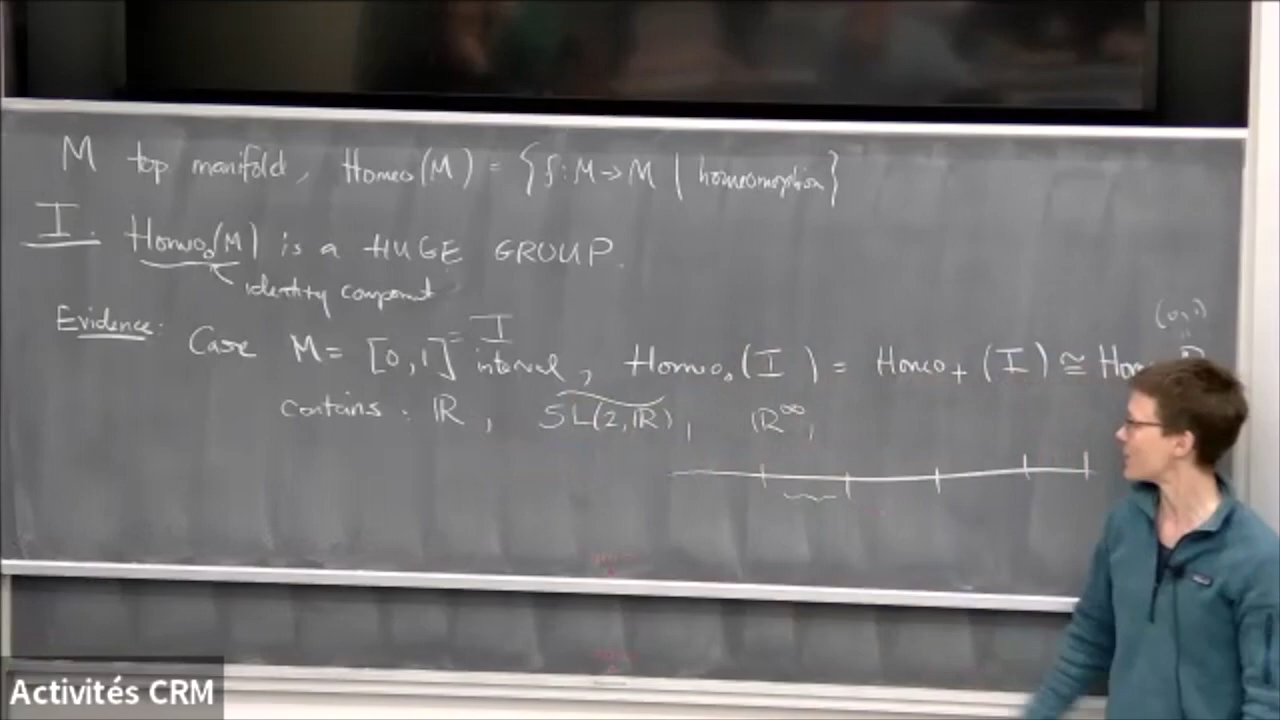 M top manifold, Homeo(M) = {f: M → M | homeomorphism}
I. Homeo₀(M) is a HUGE GROUP.
identity component
Evidence: Case M = [0,1] = I interval, Homeo₀(I) = Homeo₊(I) ≅ Hom
(0,1)
=
contains: ℝ, SL(2,ℝ), ℝ^∞,
Activités CRM